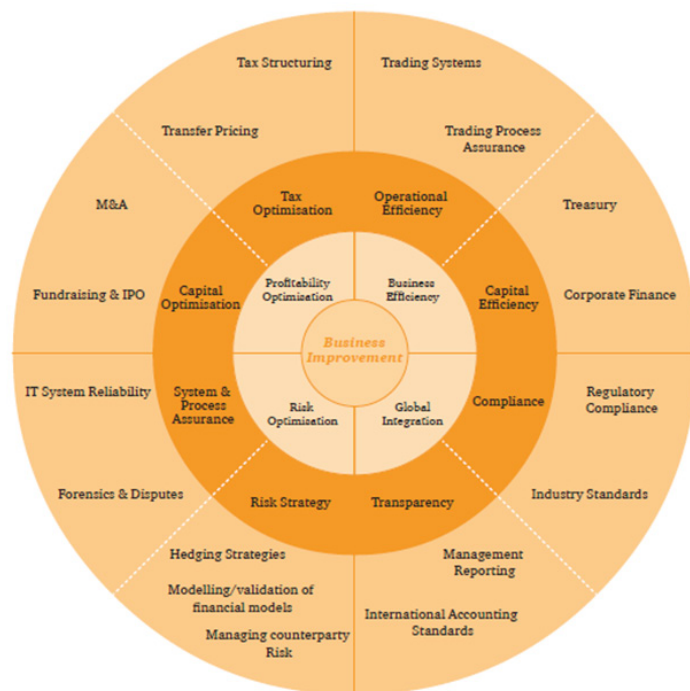 Tax Structuring
Trading Systems
Transfer Pricing
Trading Process
Assurance
M&A
Tax
Optimisation
Operational
Efficiency
Treasury
Fundraising & IPO
Capital
Optimisation
Profitability
Optimisation
Business
Efficiency
Capital
Efficiency
Corporate Finance
Business
Improvement
IT System Reliability
System &
Process
Assurance
Risk
Optimisation
Global
Integration
Compliance
Regulatory
Compliance
Forensics & Disputes
Risk Strategy
Transparency
Industry Standards
Hedging Strategies
Modelling/validation of
financial models
Managing counterparty
Risk
Management
Reporting
International Accounting
Standards